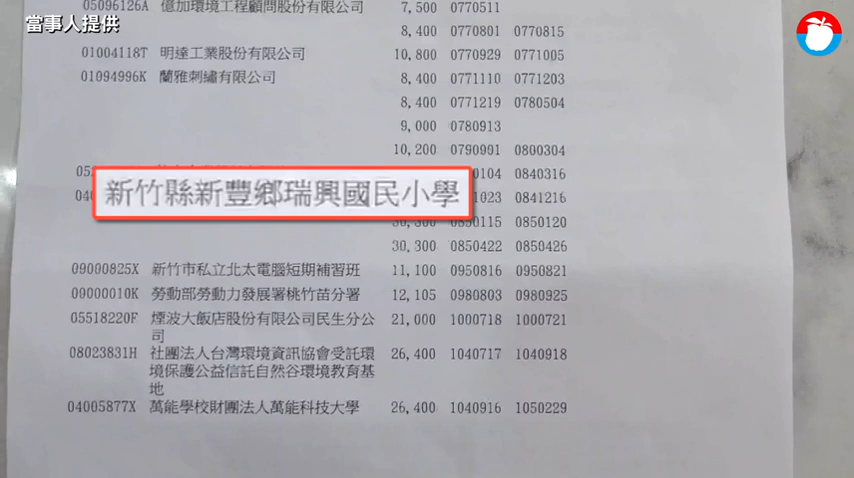 當事人提供
05096126A 億加環境工程顧問股份有限公司 7,500 0770511
8,400 0770801 0770815
01004118T 明達工業股份有限公司 10,800 0770929 0771005
01094996K 蘭雅刺繡有限公司 8,400 0771110 0771203
8,400 0771219 0780504
9,000 0780913
10,200 0790901 0800304
0104 0840316
新竹縣新豐鄉瑞興國民小學
1023 0841216
30,300 0850115 0850120
30,300 0850422 0850426
09000825X 新竹市私立北太電腦短期補習班 11,100 0950816 0950821
09000010K 勞動部勞動力發展署桃竹苗分署 12,105 0980803 0980925
05518220F 煙波大飯店股份有限公司民生分公 21,000 1000718 1000721
司
08023831H 社團法人台灣環境資訊協會受託環 26,400 1040717 1040918
境保護公益信託自然谷環境教育基
地
04005877X 萬能學校財團法人萬能科技大學 26,400 1040916 1050229